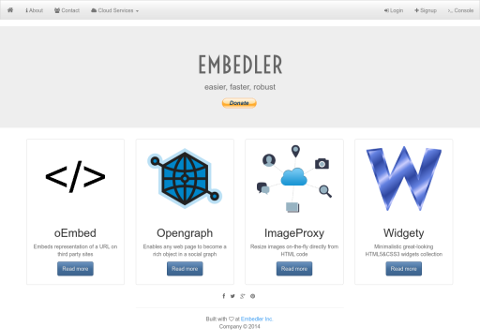 About Contact Cloud Services Login Signup Console
EMBEDLER
easier, faster, robust
Donate
</>
W
oEmbed Opengraph ImageProxy Widgety
Embeds representation of a URL on third party sites
Enables any web page to become a rich object in a social graph
Resize images on-the-fly directly from HTML code
Minimalistic great-looking HTML5&CSS3 widgets collection
Read more Read more Read more Read more
Built with ♡ at Embedler Inc.
Company © 2014